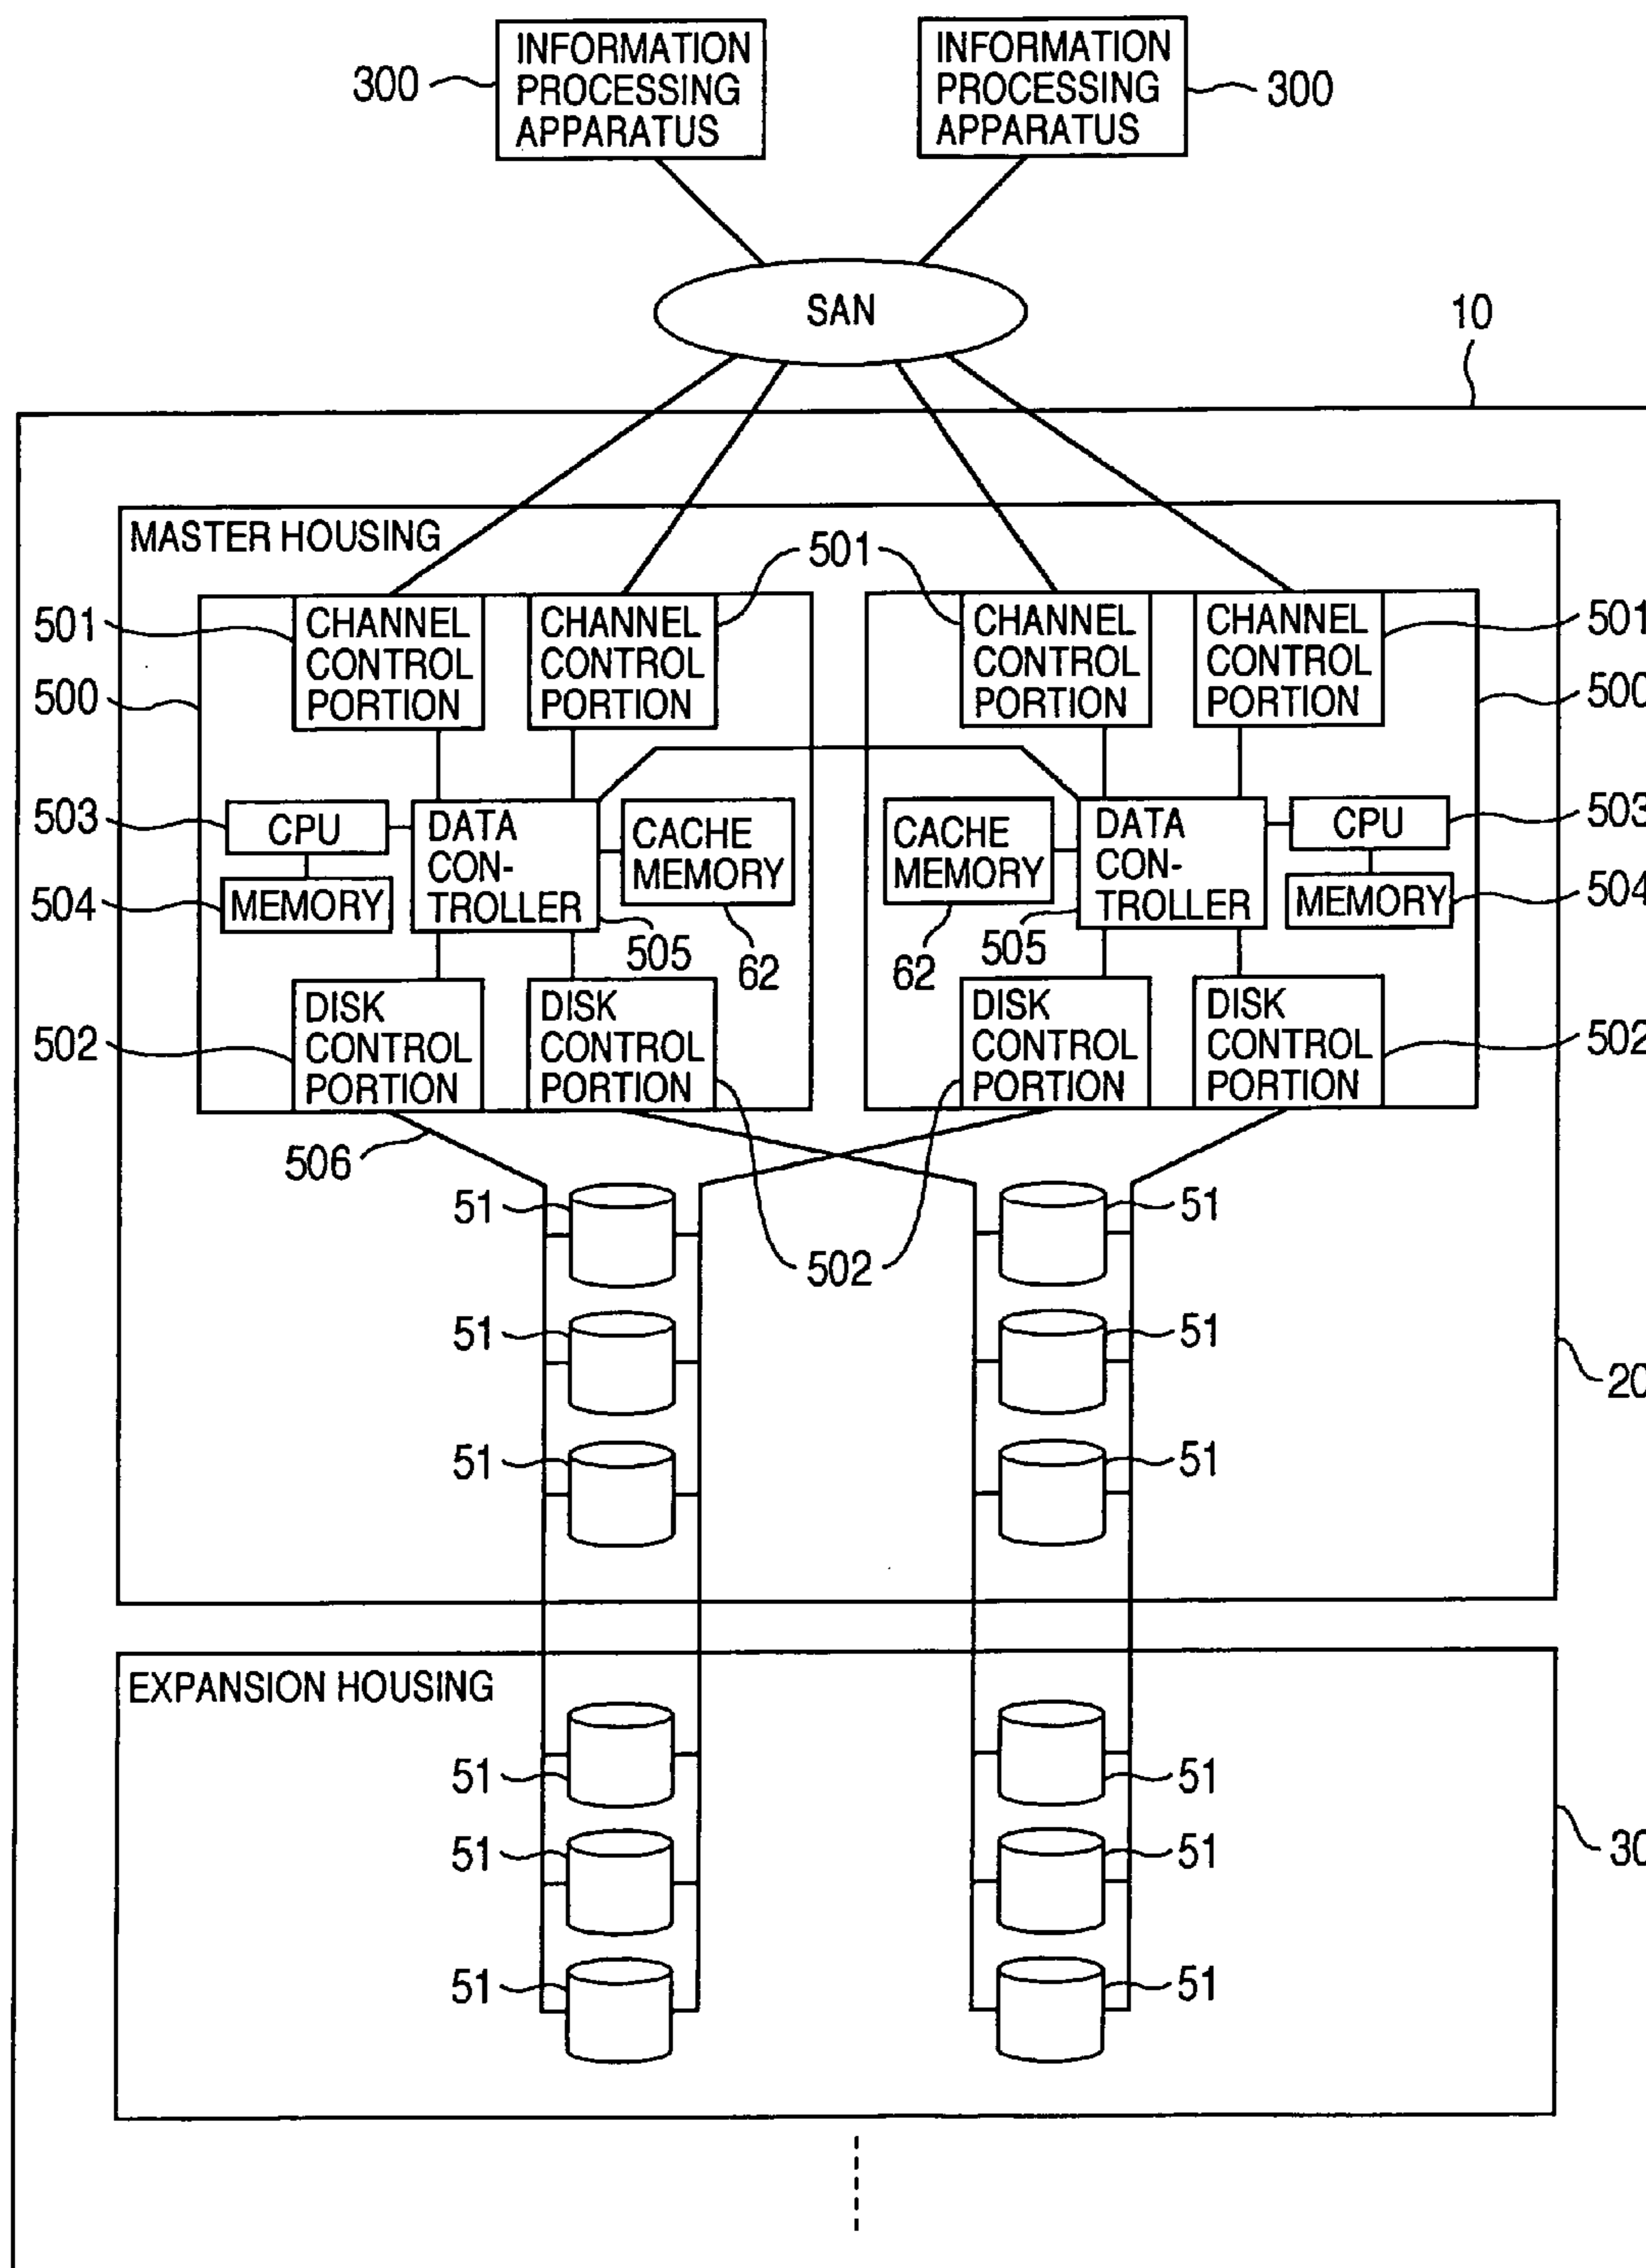 INFORMATION
PROCESSING
APPARATUS
INFORMATION
PROCESSING
APPARATUS
300
300
SAN
10
MASTER HOUSING
501
501
CHANNEL
CONTROL
PORTION
CHANNEL
CONTROL
PORTION
CHANNEL
CONTROL
PORTION
CHANNEL
CONTROL
PORTION
501
500
500
503
CPU
DATA
CON-
TROLLER
CACHE
MEMORY
CACHE
MEMORY
DATA
CON-
TROLLER
CPU
503
504
MEMORY
MEMORY
504
505
62
62
505
502
DISK
CONTROL
PORTION
DISK
CONTROL
PORTION
DISK
CONTROL
PORTION
DISK
CONTROL
PORTION
502
506
51
51
502
51
51
20
51
51
EXPANSION HOUSING
51
51
30
51
51
51
51